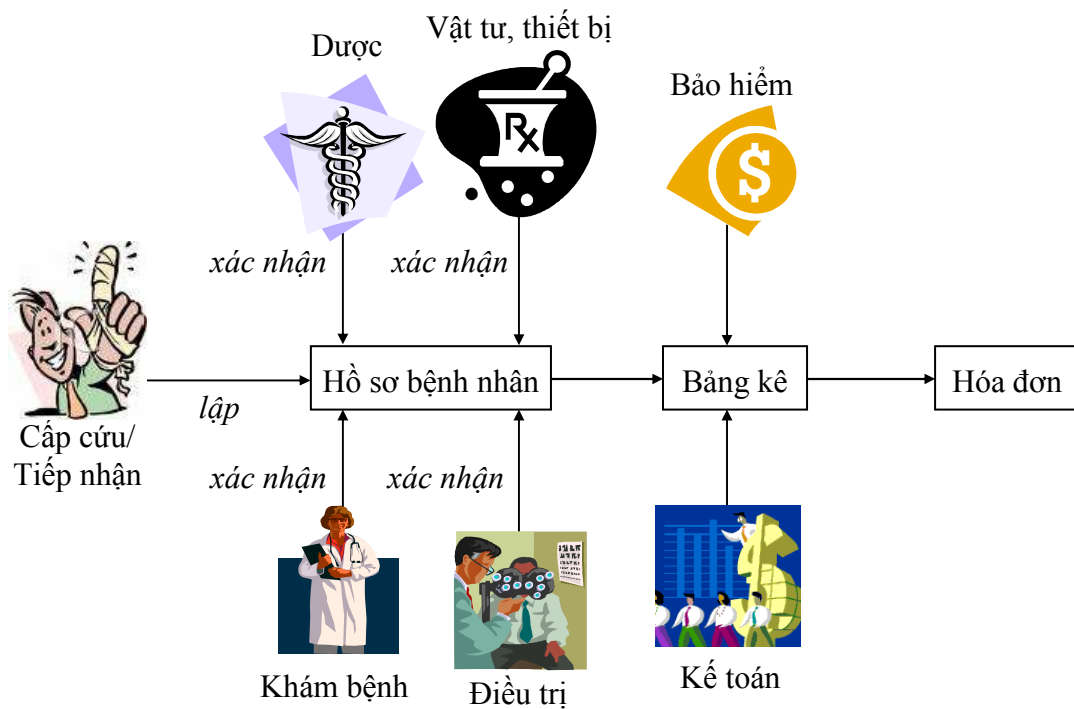 Dược
Vật tư, thiết bị
Bảo hiểm
Rx
$
xác nhận
xác nhận
Hồ sơ bệnh nhân
Bảng kê
Hóa đơn
lập
Cấp cứu/
Tiếp nhận
xác nhận
xác nhận
Khám bệnh
Điều trị
Kế toán